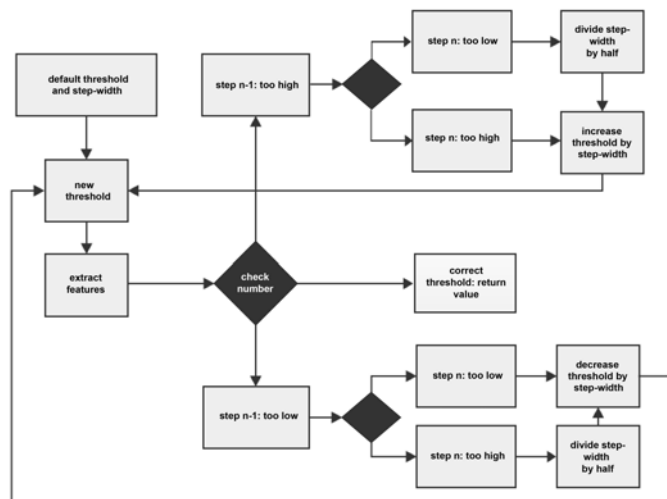 default threshold
and step-width
new
threshold
extract
features
check
number
step n-1: too high
step n: too low
divide step-
width
by half
step n: too high
increase
threshold by
step-width
correct
threshold: return
value
step n-1: too low
step n: too low
decrease
threshold by
step-width
step n: too high
divide step-
width
by half